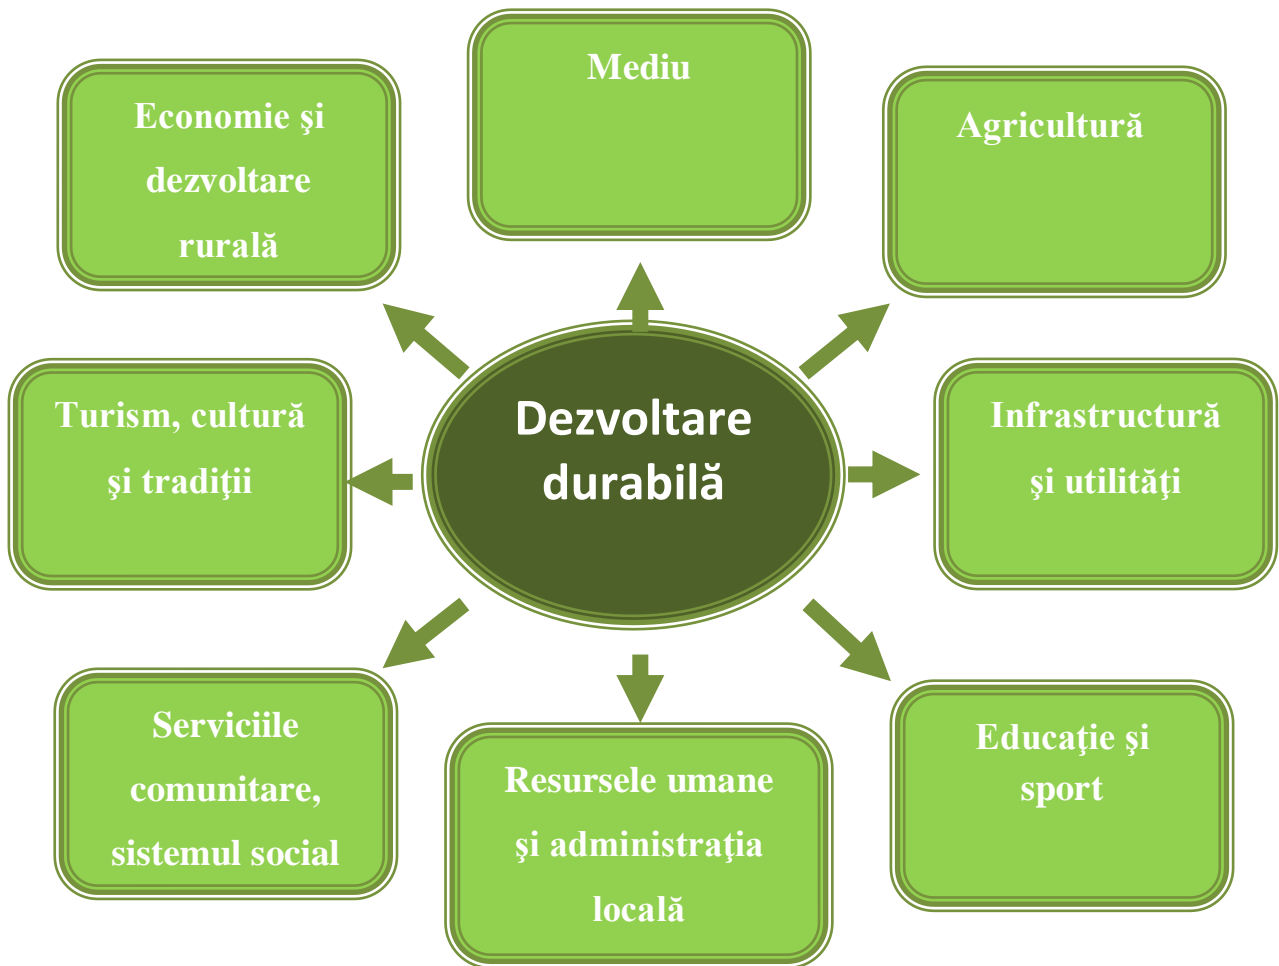 Mediu
Economie şi
dezvoltare
rurală
Agricultură
Turism, cultură
şi tradiţii
Dezvoltare
durabilă
Infrastructură
şi utilităţi
Serviciile
comunitare,
sistemul social
Resursele umane
şi administraţia
locală
Educaţie şi
sport